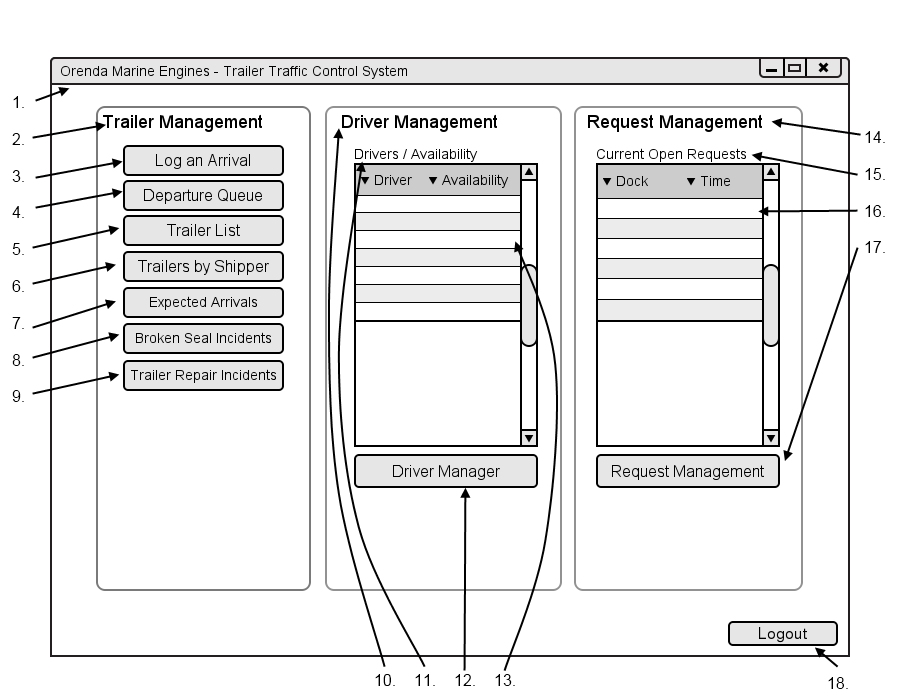 Orenda Marine Engines - Trailer Traffic Control System
1.
2.
3.
4.
5.
6.
7.
8.
9.
Trailer Management
Log an Arrival
Departure Queue
Trailer List
Trailers by Shipper
Expected Arrivals
Broken Seal Incidents
Trailer Repair Incidents
Driver Management
Drivers / Availability
Driver Availability
Driver Manager
Request Management
Current Open Requests
Dock Time
Request Management
14.
15.
16.
17.
Logout
10. 11. 12. 13.
18.